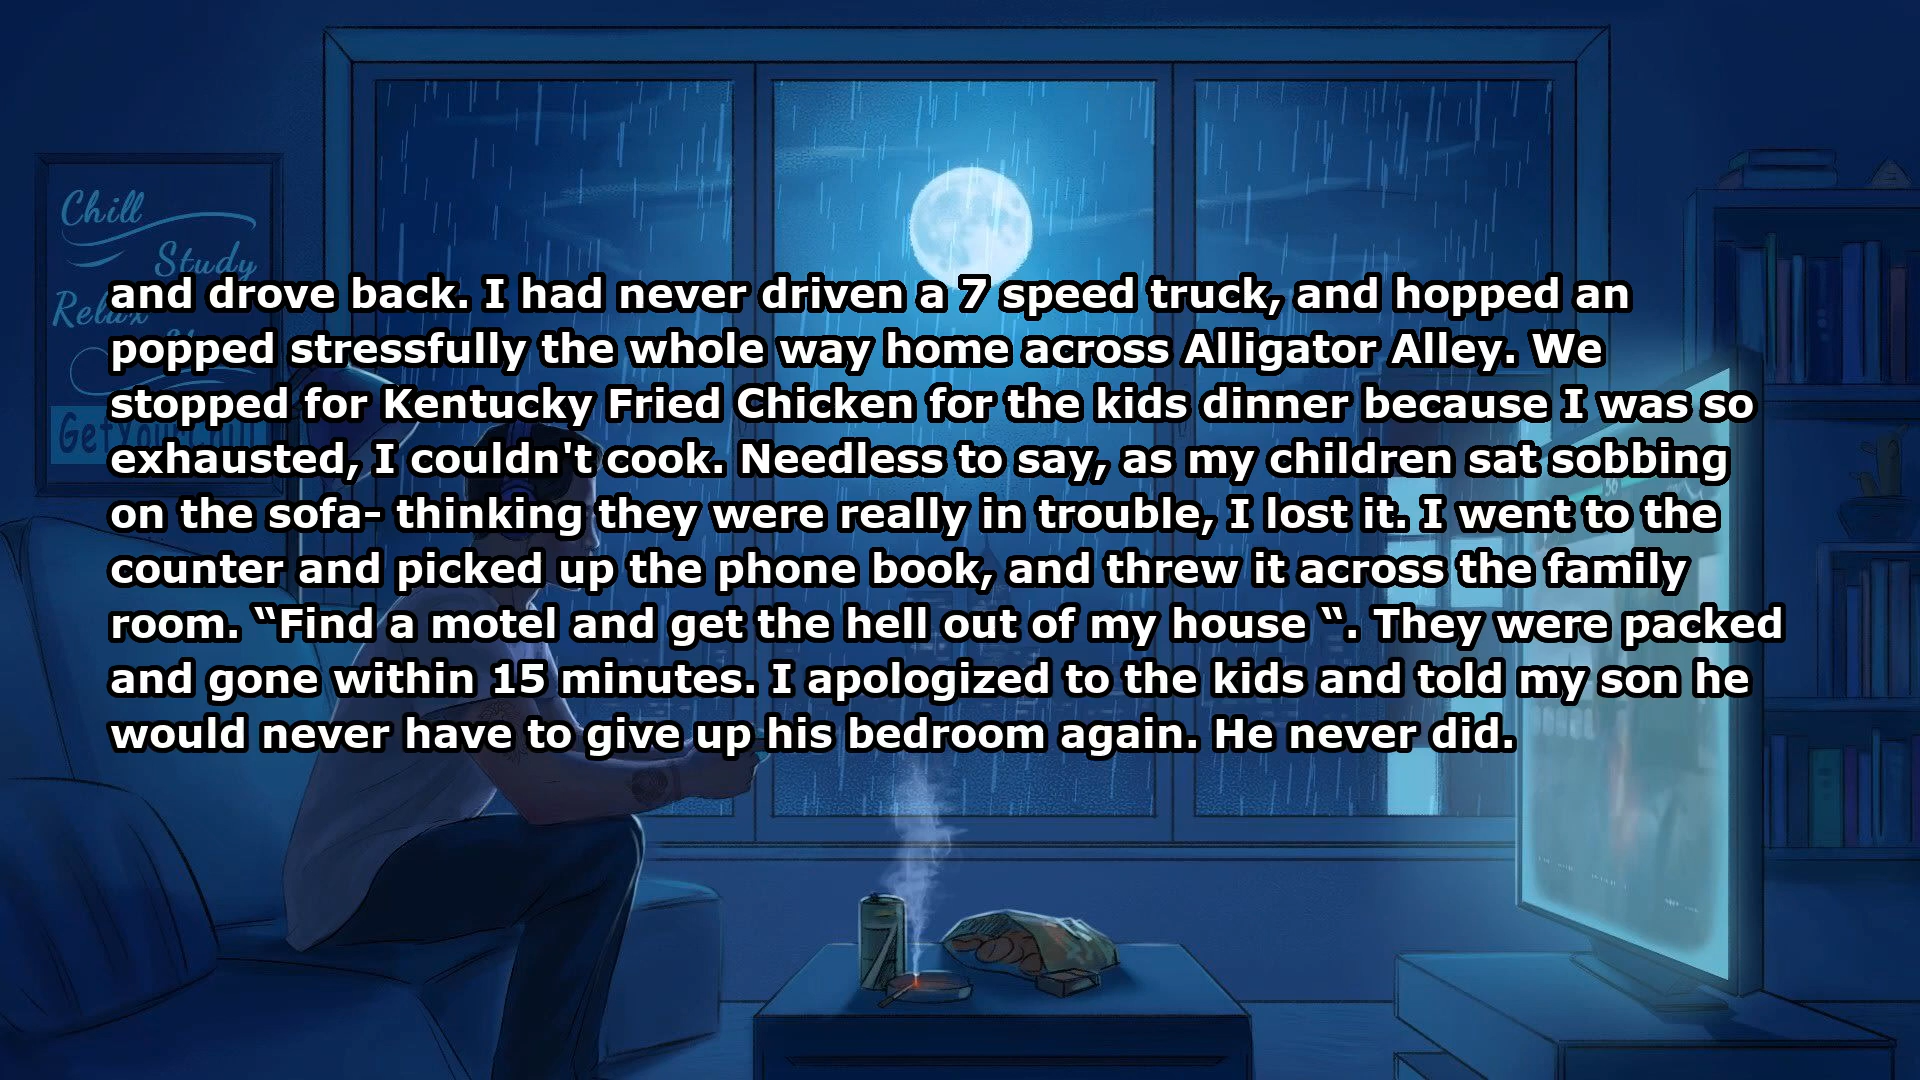 Chill
Study
Relax
and drove back. I had never driven a 7 speed truck, and hopped an
popped stressfully the whole way home across Alligator Alley. We
stopped for Kentucky Fried Chicken for the kids dinner because I was so
exhausted, I couldn't cook. Needless to say, as my children sat sobbing
on the sofa- thinking they were really in trouble, I lost it. I went to the
counter and picked up the phone book, and threw it across the family
room. “Find a motel and get the hell out of my house “. They were packed
and gone within 15 minutes. I apologized to the kids and told my son he
would never have to give up his bedroom again. He never did.
GetYourChill